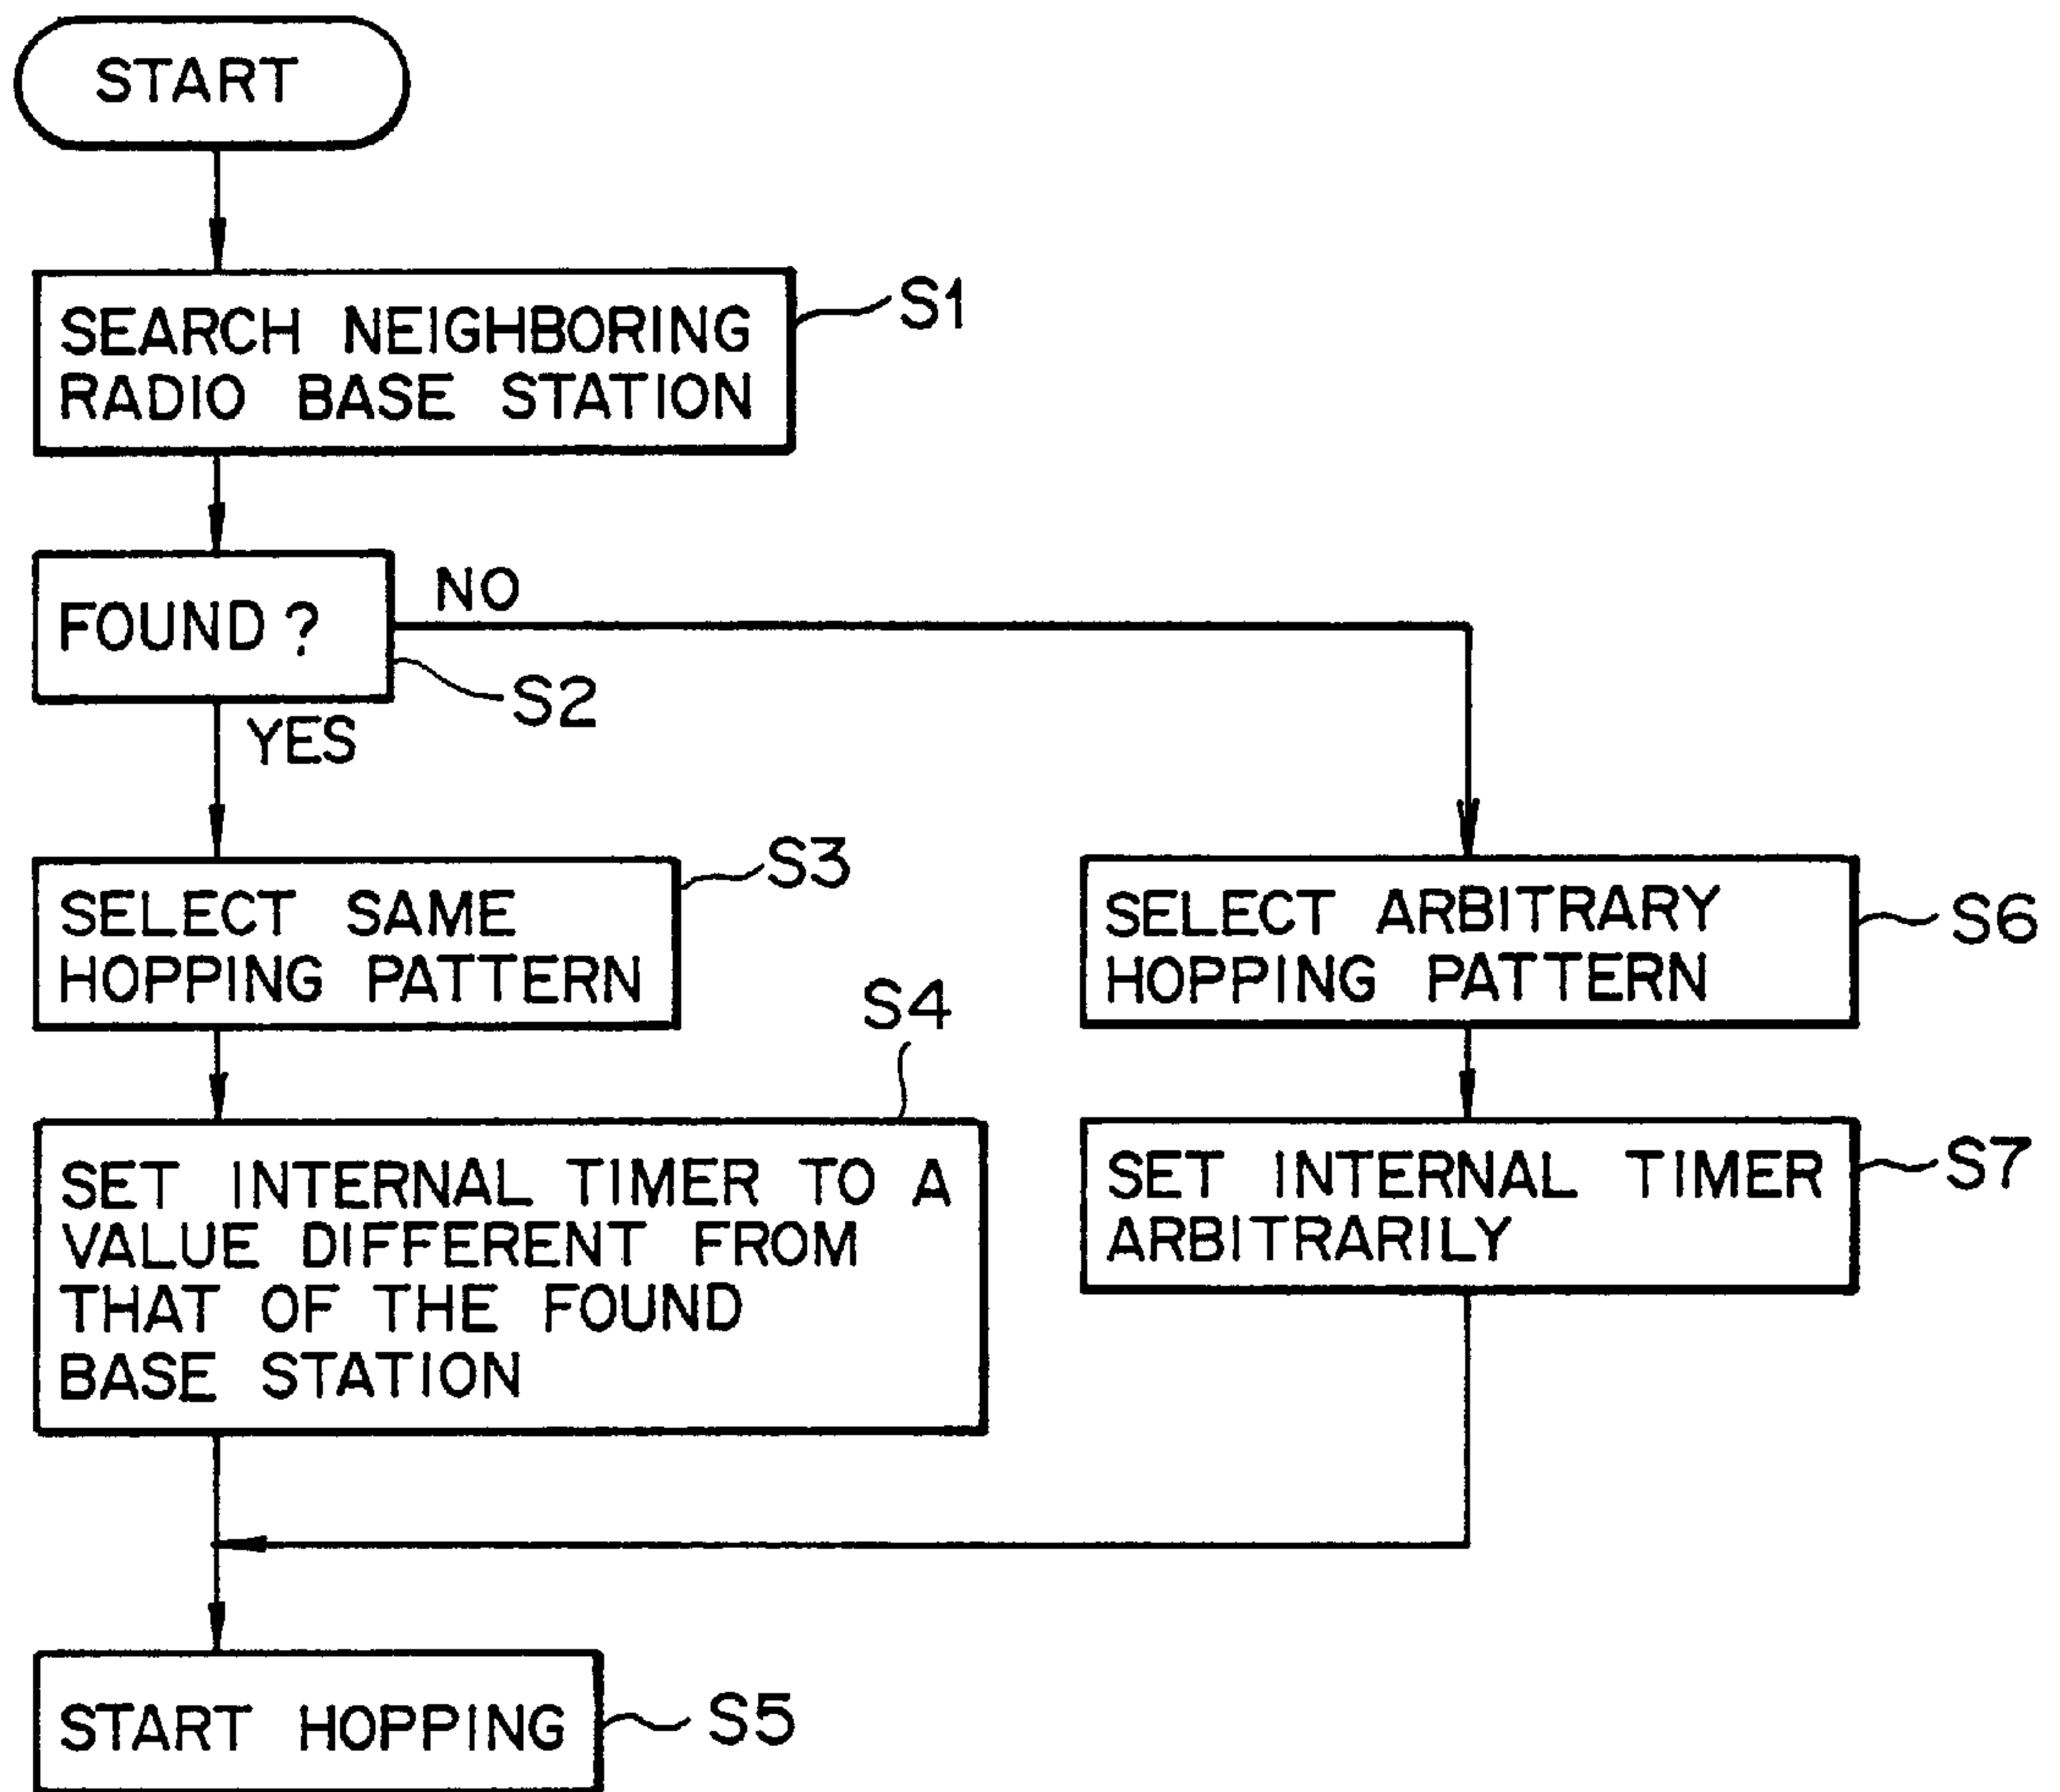 START
SEARCH NEIGHBORING
RADIO BASE STATION
S1
FOUND ?
NO
S2
YES
SELECT SAME
HOPPING PATTERN
S3
SET INTERNAL TIMER TO A
VALUE DIFFERENT FROM
THAT OF THE FOUND
BASE STATION
S4
SELECT ARBITRARY
HOPPING PATTERN
S6
SET INTERNAL TIMER
ARBITRARILY
S7
START HOPPING
S5